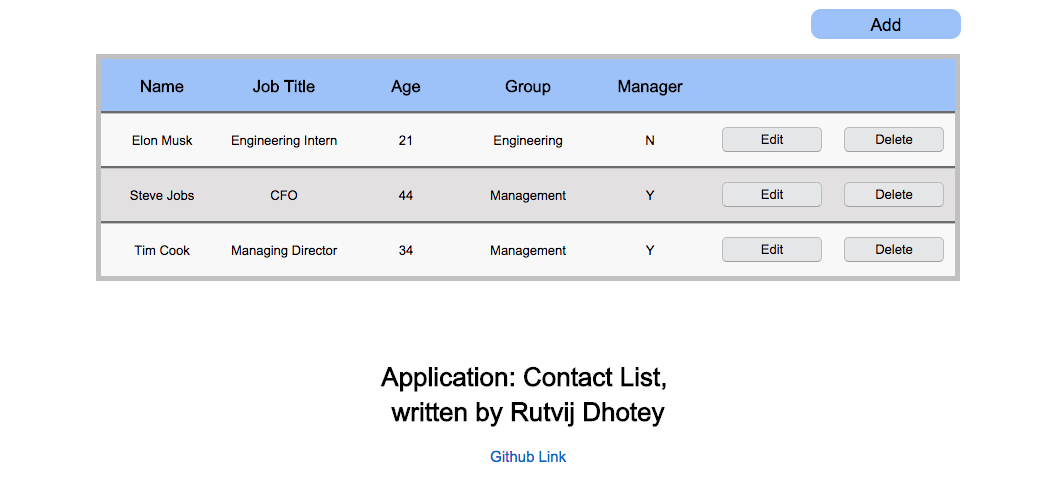 Add
Name Job Title Age Group Manager
Elon Musk Engineering Intern 21 Engineering N Edit Delete
Steve Jobs CFO 44 Management Y Edit Delete
Tim Cook Managing Director 34 Management Y Edit Delete
Application: Contact List,
written by Rutvij Dhotey
Github Link